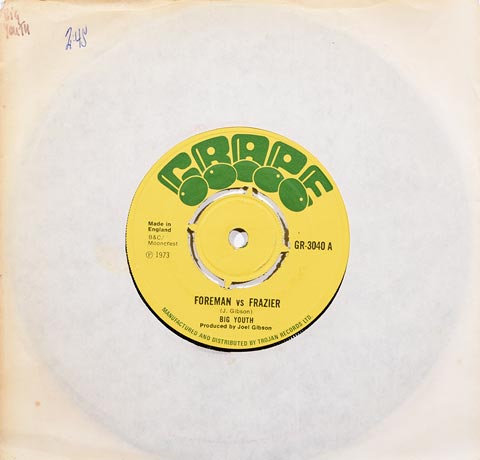 Big
Youth
2.45
GRAPE
Made in
England
B&C/
Mooncrest
℗ 1973
GR-3040 A
FOREMAN vs FRAZIER
(J. Gibson)
BIG YOUTH
Produced by Joel Gibson
MANUFACTURED AND DISTRIBUTED BY TROJAN RECORDS LTD.